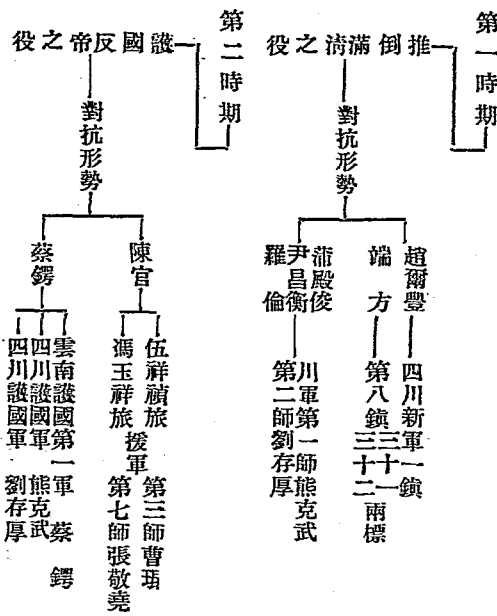 第一時期
推倒滿清之役
對抗形勢
趙爾豐
四川新軍一鎮
端方
第八鎮三十一三十二兩標
蒲殿俊
尹昌衡
羅倫
川軍第一師熊克武
第二師劉存厚
第二時期
護國反帝之役
對抗形勢
陳官
伍祥禎旅
馮玉祥旅
援軍
第三師曹
第七師張敬堯
蔡鍔
雲南護國第一軍 蔡鍔
四川護國軍 熊克武
四川護國軍 劉存厚